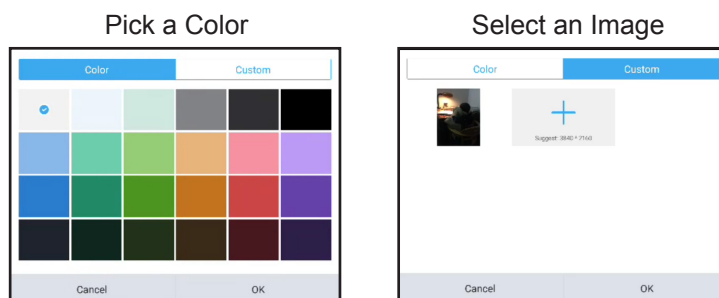 Pick a Color
Color Custom
Cancel OK
Select an Image
Color Custom
Suggest: 3840 * 2160
Cancel OK